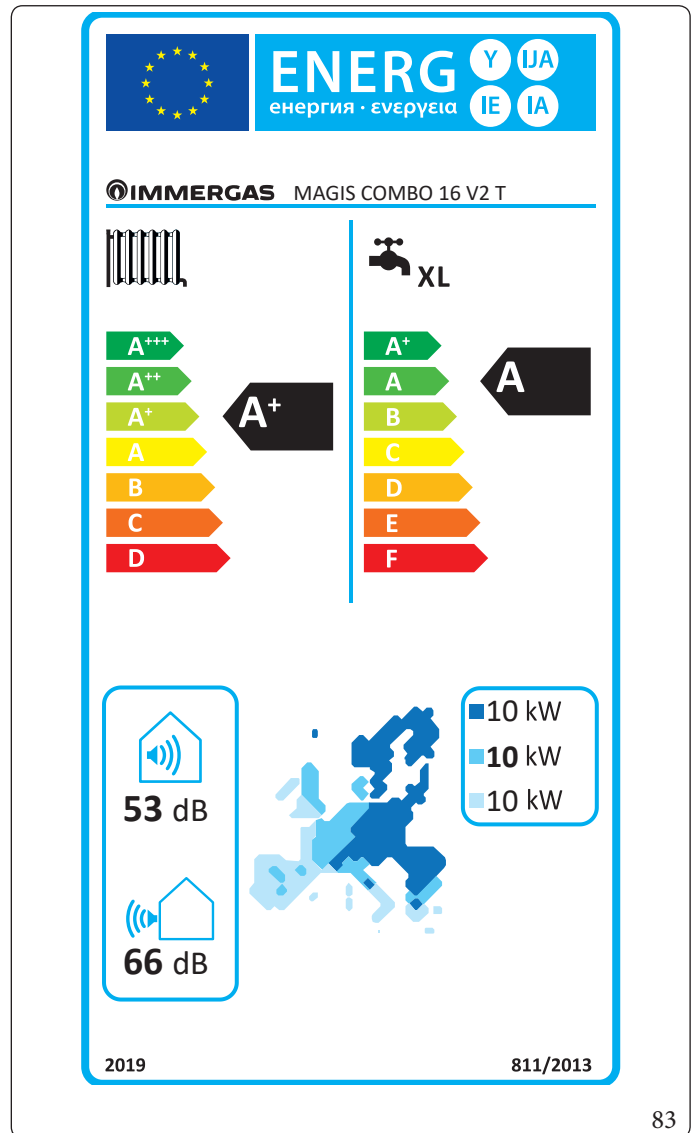 ENERG Y IJA
енергия · ενεργεια IE IA
IMMERGAS MAGIS COMBO 16 V2 T
XL
A+++
A++
A+
A
B
C
D
A+
A+
A
B
C
D
E
F
A
53 dB
66 dB
10 kW
10 kW
10 kW
2019
811/2013
83